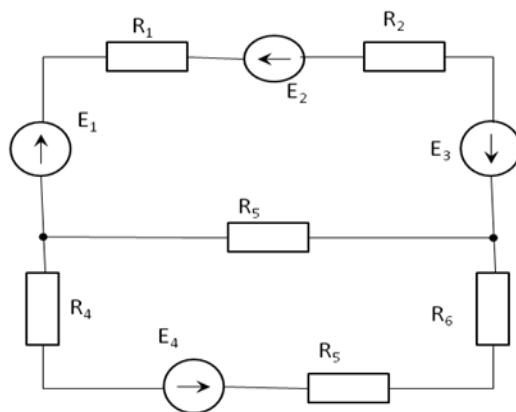 R₁
R₂
E₂
E₁
E₃
R₅
R₄
R₆
E₄
R₅